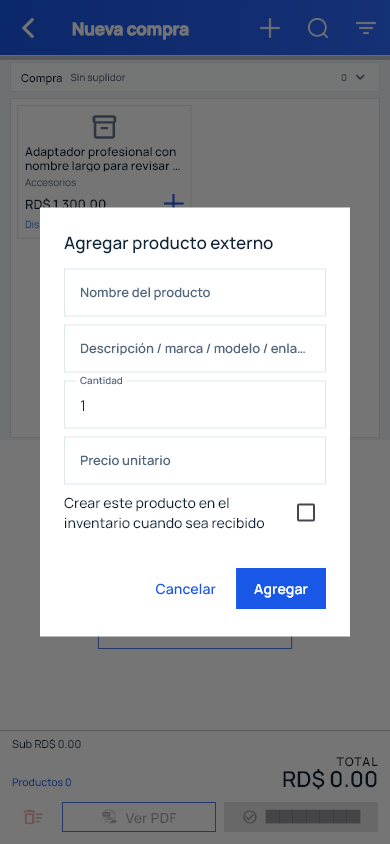 Nueva compra
Compra Sin suplidor 0
Adaptador profesional con
nombre largo para revisar ...
Accesorios
RD$ 1,300.00
Dis
Agregar producto externo
Nombre del producto
Descripción / marca / modelo / enla...
Cantidad
1
Precio unitario
Crear este producto en el
inventario cuando sea recibido
Cancelar Agregar
Sub RD$ 0.00
TOTAL
RD$ 0.00
Productos 0
Ver PDF